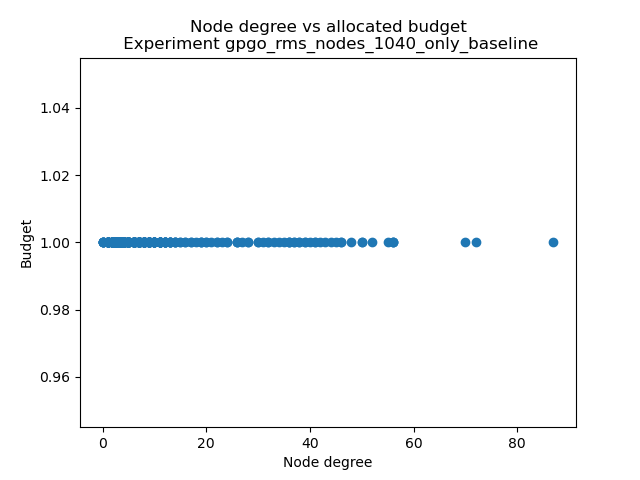 Node degree vs allocated budget
Experiment gpgo_rms_nodes_1040_only_baseline
1.04
1.02
1.00
0.98
0.96
Budget
0
20
40
60
80
Node degree